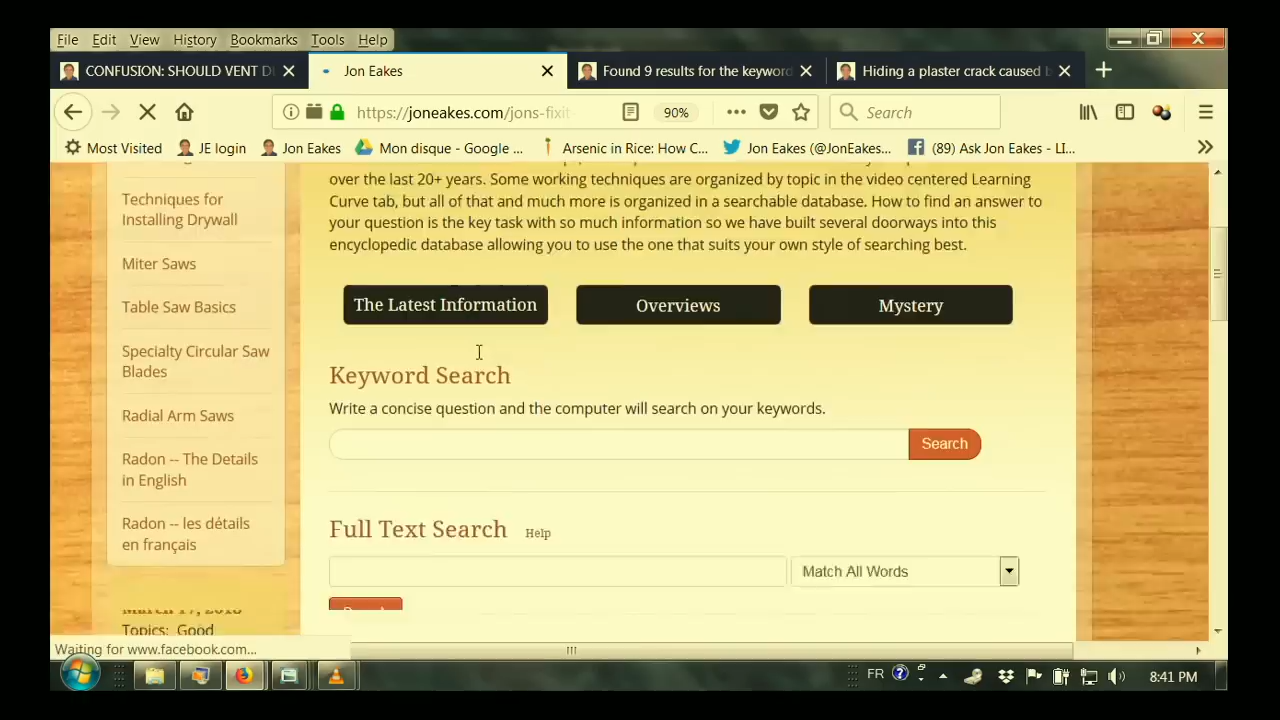 File Edit View History Bookmarks Tools Help
CONFUSION: SHOULD VENT D
Jon Eakes
Found 9 results for the keyword
Hiding a plaster crack caused b
https://joneakes.com/jons-fixit
90%
Search
Most Visited
JE login
Jon Eakes
Mon disque - Google ...
Arsenic in Rice: How C...
Jon Eakes (@JonEakes...
(89) Ask Jon Eakes - LI...
Techniques for
Installing Drywall
Miter Saws
Table Saw Basics
Specialty Circular Saw
Blades
Radial Arm Saws
Radon -- The Details
in English
Radon -- les détails
en français
March 17, 2018
Topics: Good
over the last 20+ years. Some working techniques are organized by topic in the video centered Learning
Curve tab, but all of that and much more is organized in a searchable database. How to find an answer to
your question is the key task with so much information so we have built several doorways into this
encyclopedic database allowing you to use the one that suits your own style of searching best.
The Latest Information
Overviews
Mystery
Keyword Search
Write a concise question and the computer will search on your keywords.
Search
Full Text Search Help
Match All Words
Waiting for www.facebook.com...
FR
8:41 PM